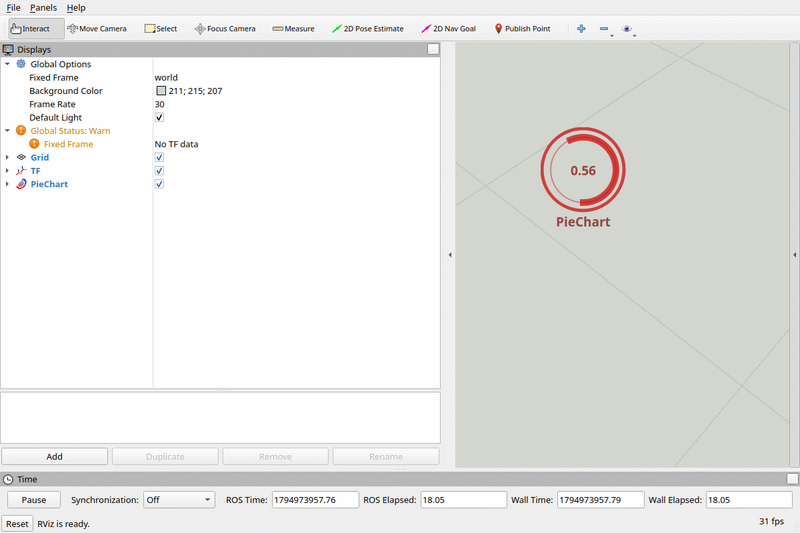 File Panels Help
Interact Move Camera Select Focus Camera Measure 2D Pose Estimate 2D Nav Goal Publish Point
Displays
Global Options
Fixed Frame world
Background Color 211; 215; 207
Frame Rate 30
Default Light
Global Status: Warn
Fixed Frame No TF data
Grid
TF
PieChart
0.56
PieChart
Add Duplicate Remove Rename
Time
Pause Synchronization: Off ROS Time: 1794973957.76 ROS Elapsed: 18.05 Wall Time: 1794973957.79 Wall Elapsed: 18.05
Reset RViz is ready. 31 fps